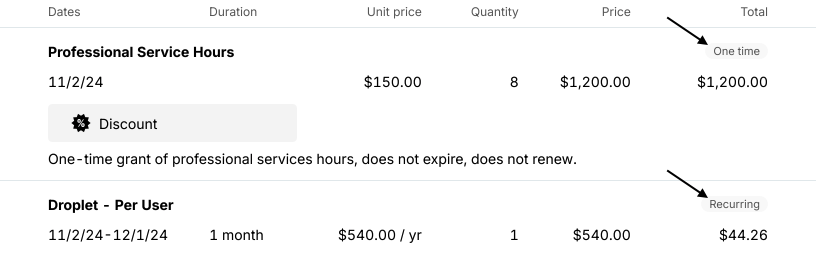 Dates Duration Unit price Quantity Price Total
Professional Service Hours One time
11/2/24 $150.00 8 $1,200.00 $1,200.00
% Discount
One-time grant of professional services hours, does not expire, does not renew.
Droplet - Per User Recurring
11/2/24-12/1/24 1 month $540.00 / yr 1 $540.00 $44.26